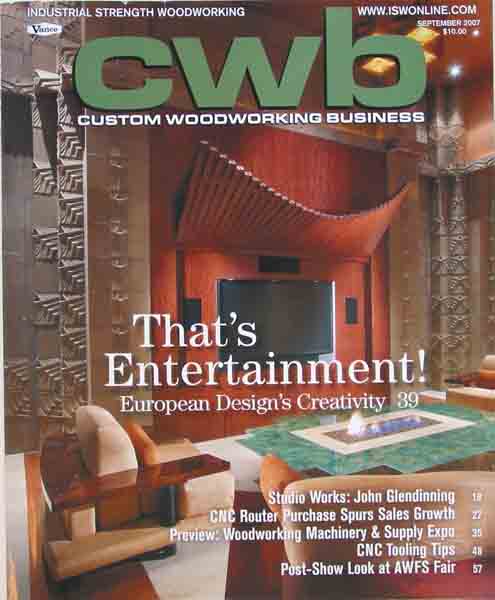 INDUSTRIAL STRENGTH WOODWORKING
WWW.ISWONLINE.COM
Vance
SEPTEMBER 2007
$10.00
cwb
CUSTOM WOODWORKING BUSINESS
That's
Entertainment!
European Design's Creativity 39
Studio Works: John Glendinning 18
CNC Router Purchase Spurs Sales Growth 22
Preview: Woodworking Machinery & Supply Expo 35
CNC Tooling Tips 48
Post-Show Look at AWFS Fair 57